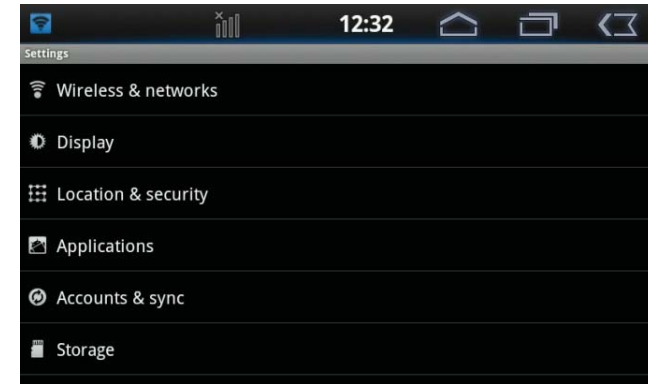 12:32
Settings
Wireless & networks
Display
Location & security
Applications
Accounts & sync
Storage